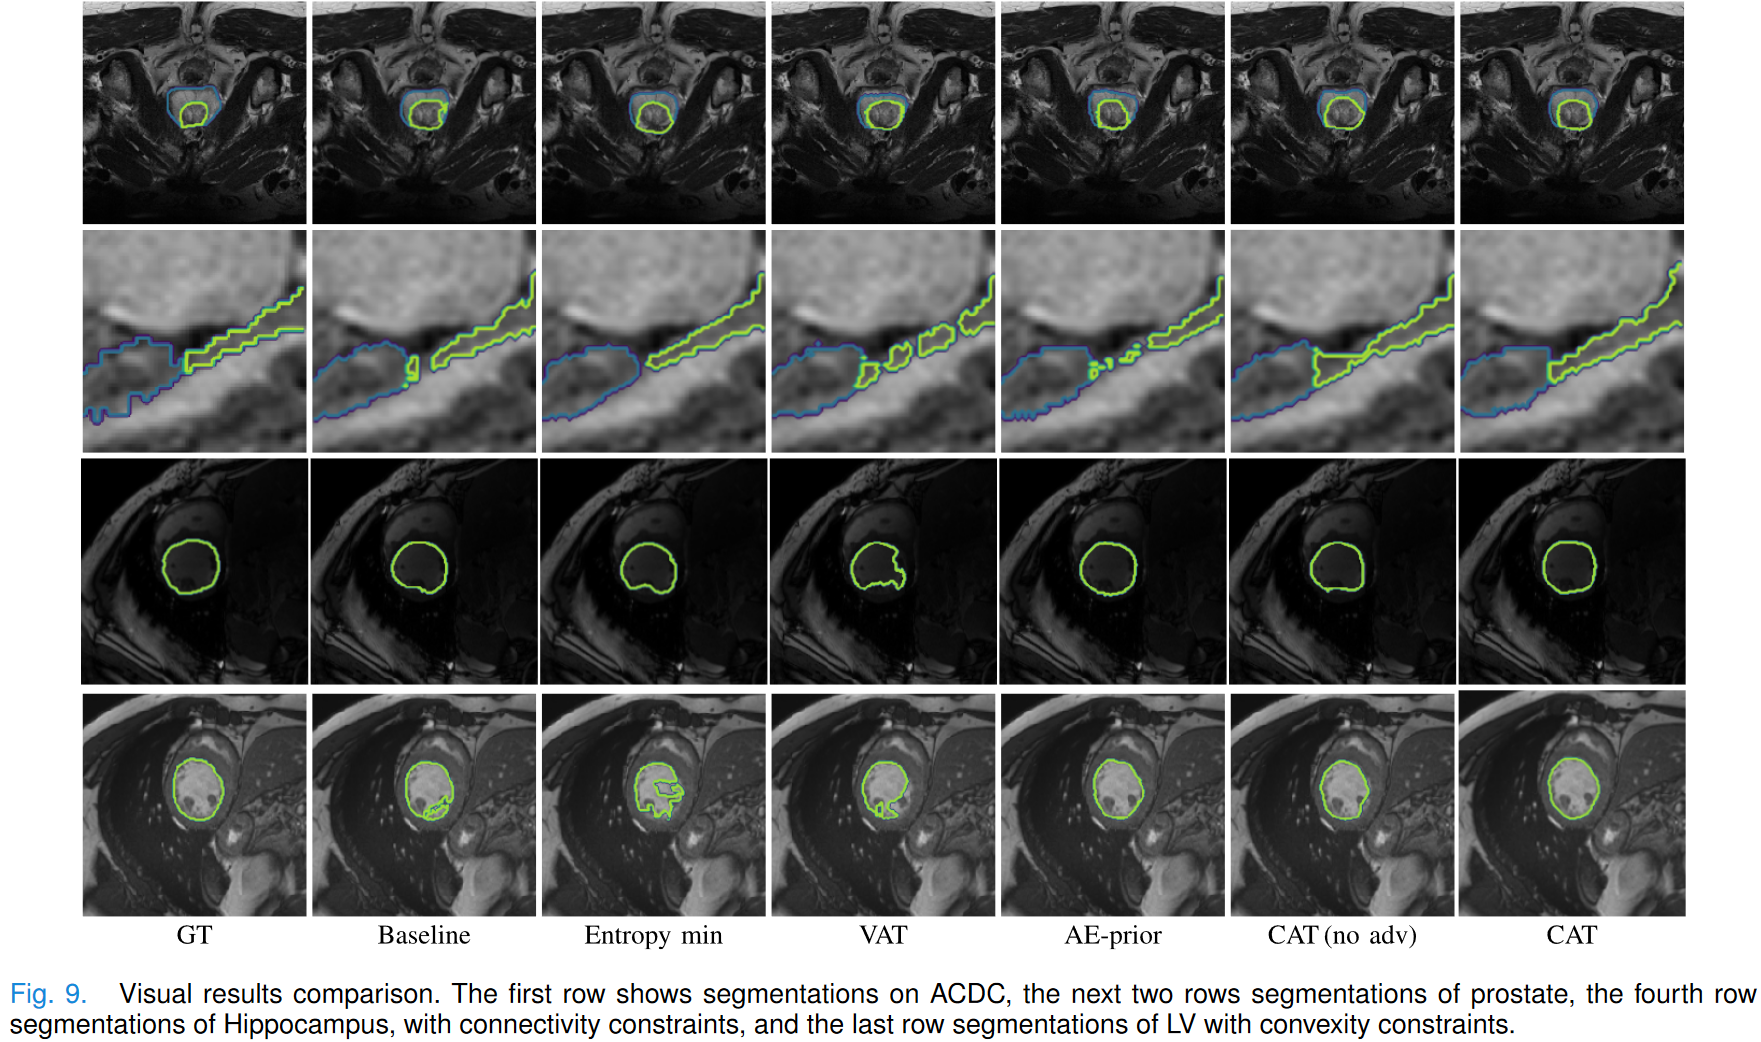 GT Baseline Entropy min VAT AE-prior CAT (no adv) CAT
Fig. 9. Visual results comparison. The first row shows segmentations on ACDC, the next two rows segmentations of prostate, the fourth row
segmentations of Hippocampus, with connectivity constraints, and the last row segmentations of LV with convexity constraints.